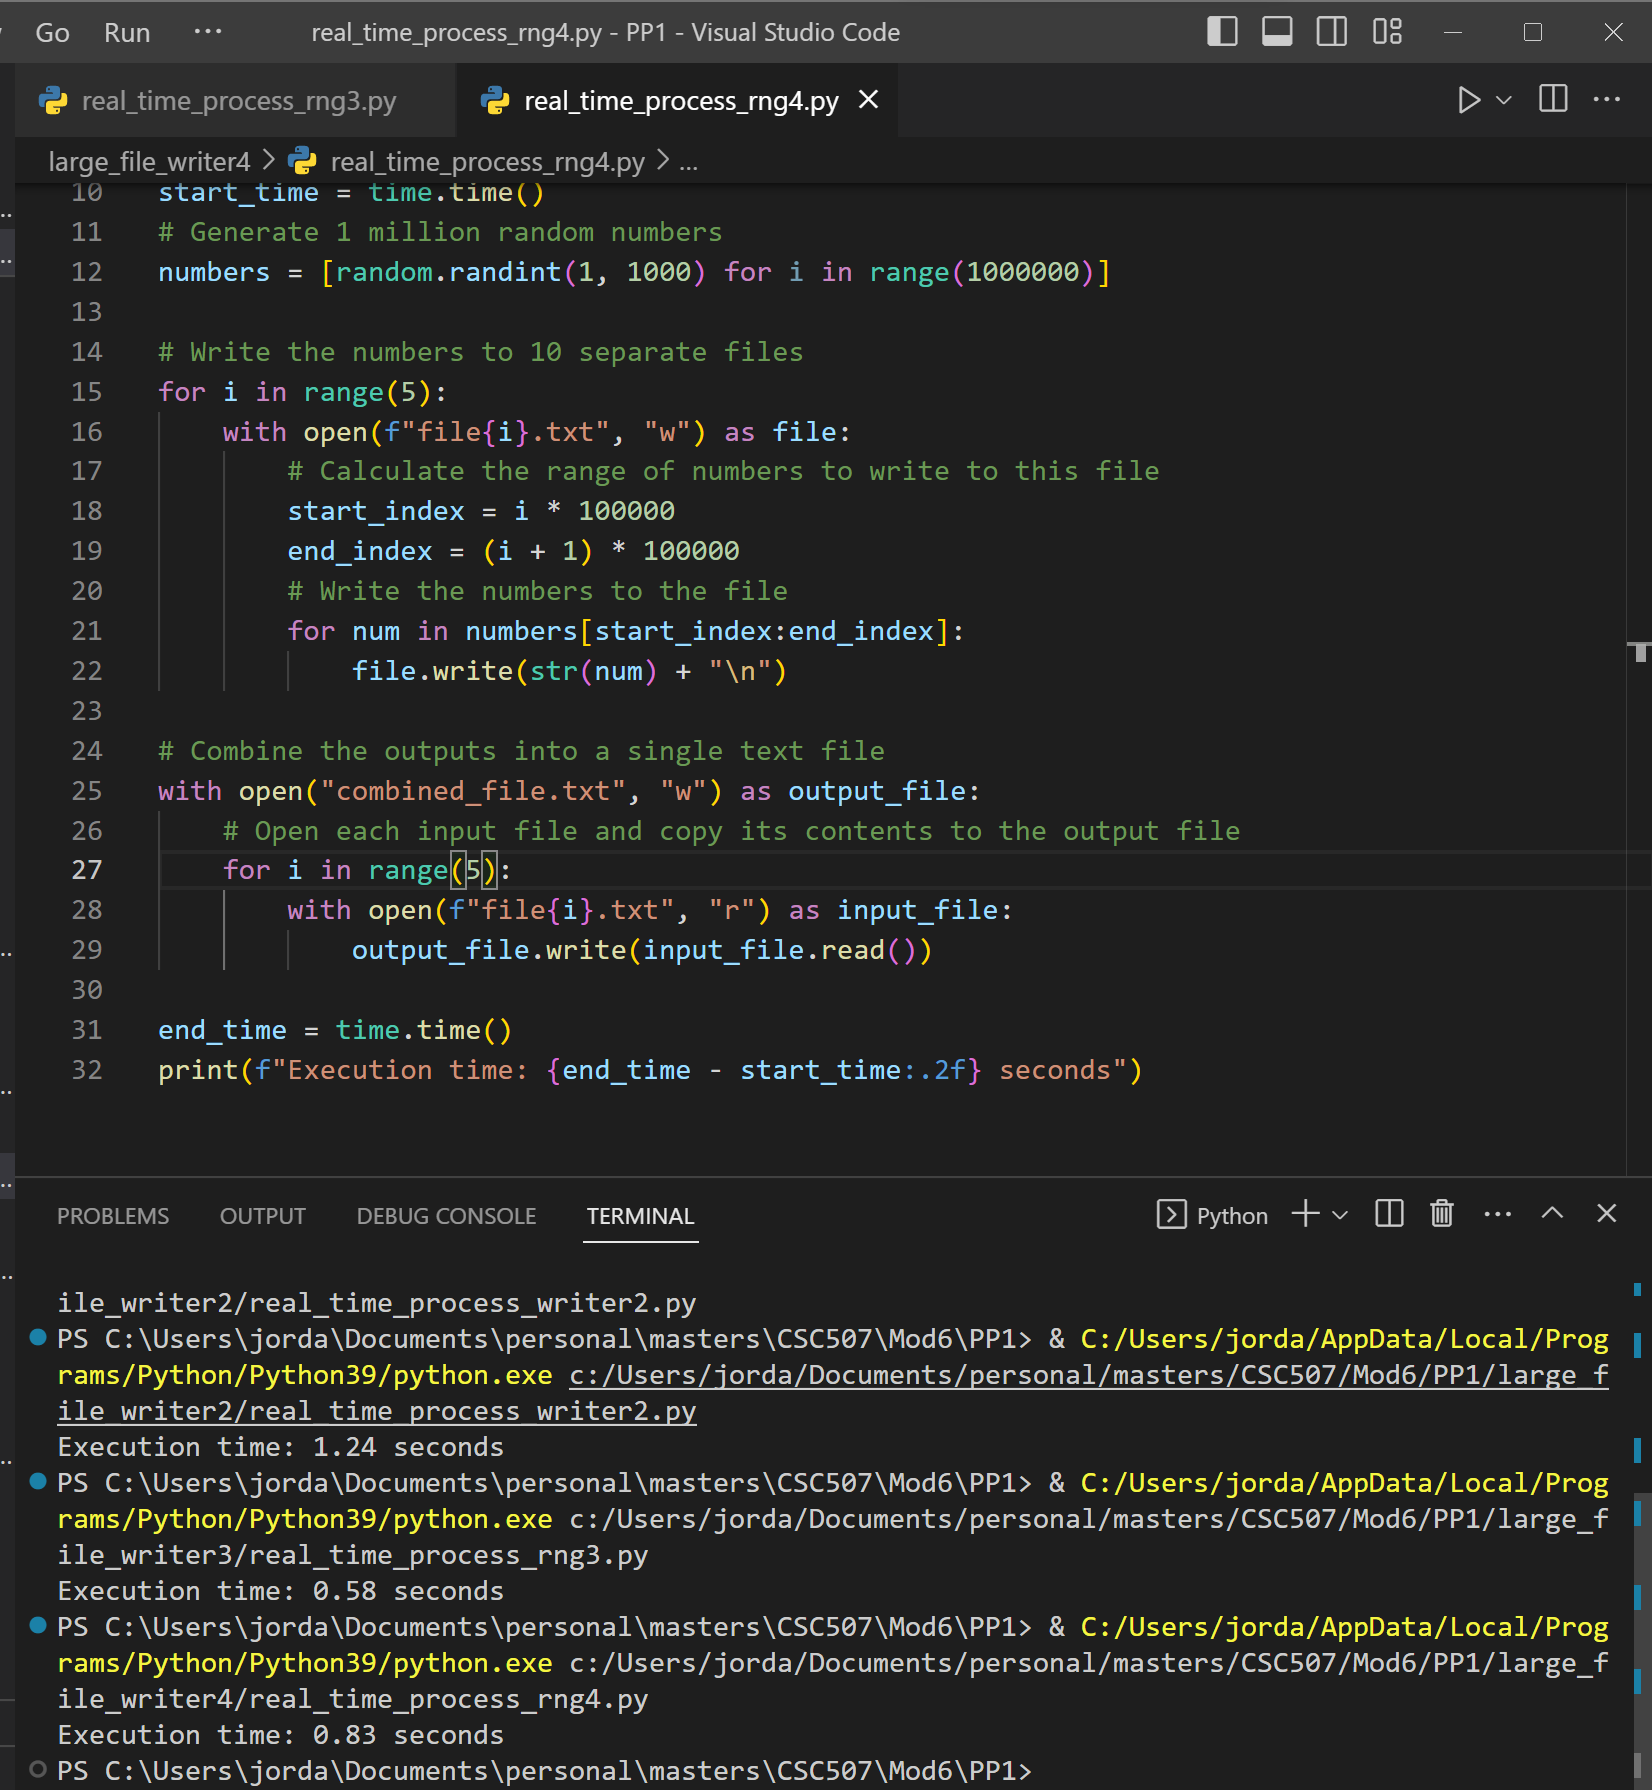 Go Run ··· real_time_process_rng4.py - PP1 - Visual Studio Code
real_time_process_rng3.py real_time_process_rng4.py
large_file_writer4 > real_time_process_rng4.py > ...
10 start_time = time.time()
11 # Generate 1 million random numbers
12 numbers = [random.randint(1, 1000) for i in range(1000000)]
13
14 # Write the numbers to 10 separate files
15 for i in range(5):
16     with open(f"file{i}.txt", "w") as file:
17         # Calculate the range of numbers to write to this file
18         start_index = i * 100000
19         end_index = (i + 1) * 100000
20         # Write the numbers to the file
21         for num in numbers[start_index:end_index]:
22             file.write(str(num) + "\n")
23
24 # Combine the outputs into a single text file
25 with open("combined_file.txt", "w") as output_file:
26     # Open each input file and copy its contents to the output file
27     for i in range(5):
28         with open(f"file{i}.txt", "r") as input_file:
29             output_file.write(input_file.read())
30
31 end_time = time.time()
32 print(f"Execution time: {end_time - start_time:.2f} seconds")
PROBLEMS OUTPUT DEBUG CONSOLE TERMINAL Python
ile_writer2/real_time_process_writer2.py
PS C:\Users\jorda\Documents\personal\masters\CSC507\Mod6\PP1> & C:/Users/jorda/AppData/Local/Prog
rams/Python/Python39/python.exe c:/Users/jorda/Documents/personal/masters/CSC507/Mod6/PP1/large_f
ile_writer2/real_time_process_writer2.py
Execution time: 1.24 seconds
PS C:\Users\jorda\Documents\personal\masters\CSC507\Mod6\PP1> & C:/Users/jorda/AppData/Local/Prog
rams/Python/Python39/python.exe c:/Users/jorda/Documents/personal/masters/CSC507/Mod6/PP1/large_f
ile_writer3/real_time_process_rng3.py
Execution time: 0.58 seconds
PS C:\Users\jorda\Documents\personal\masters\CSC507\Mod6\PP1> & C:/Users/jorda/AppData/Local/Prog
rams/Python/Python39/python.exe c:/Users/jorda/Documents/personal/masters/CSC507/Mod6/PP1/large_f
ile_writer4/real_time_process_rng4.py
Execution time: 0.83 seconds
PS C:\Users\jorda\Documents\personal\masters\CSC507\Mod6\PP1>